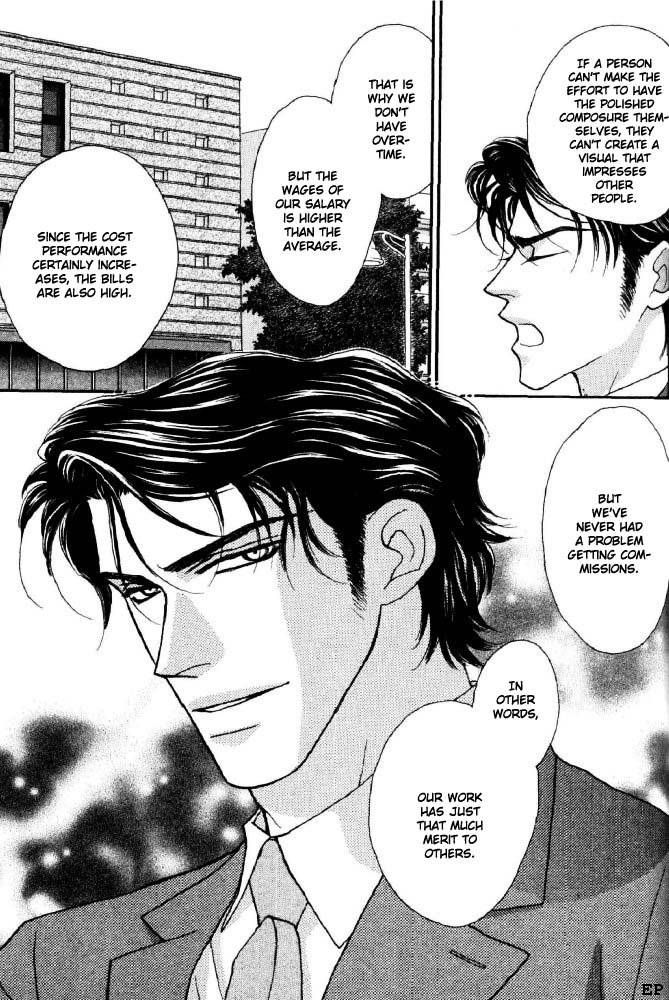 IF A PERSON
CAN'T MAKE THE
EFFORT TO HAVE
THE POLISHED
COMPOSURE THEM-
SELVES, THEY
CAN'T CREATE A
VISUAL THAT
IMPRESSES
OTHER
PEOPLE.
THAT IS
WHY WE
DON'T
HAVE
OVER-
TIME.
BUT THE
WAGES OF
OUR SALARY
IS HIGHER
THAN THE
AVERAGE.
SINCE THE COST
PERFORMANCE
CERTAINLY INCRE-
ASES, THE BILLS
ARE ALSO HIGH.
BUT
WE'VE
NEVER HAD
A PROBLEM
GETTING COM-
MISSIONS.
IN
OTHER
WORDS,
OUR WORK
HAS JUST
THAT MUCH
MERIT TO
OTHERS.
EP